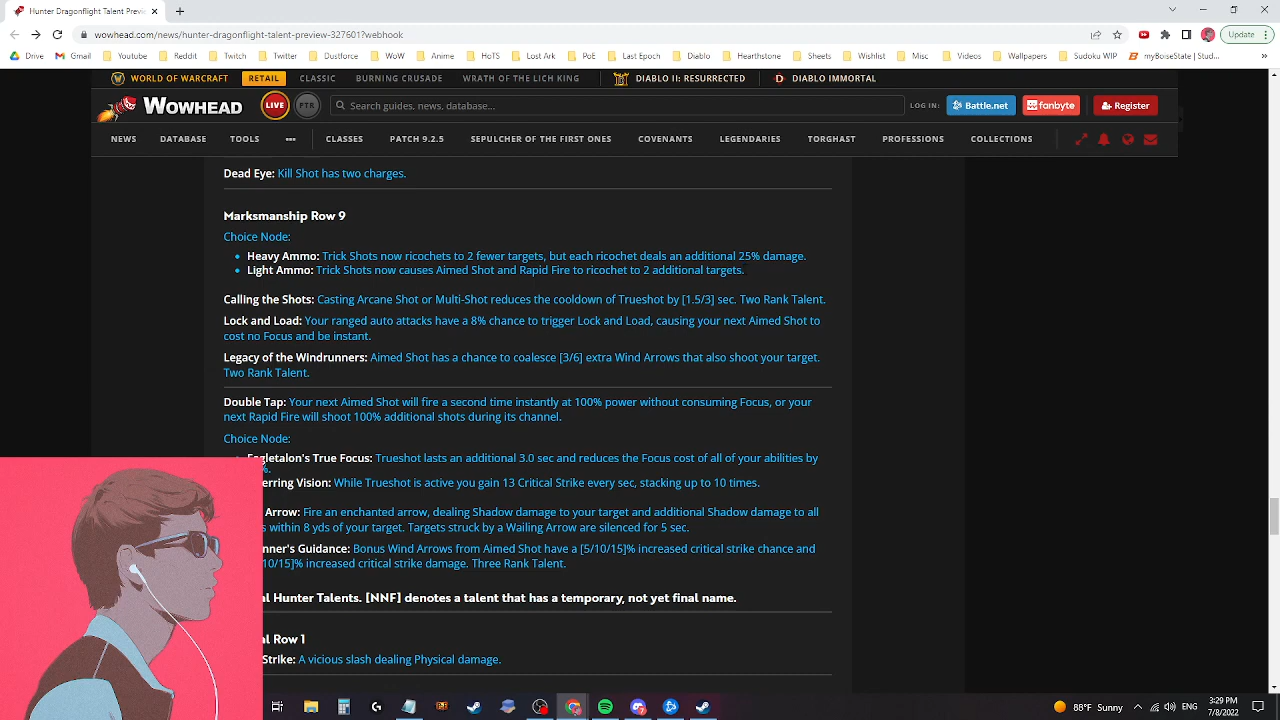 Hunter Dragonflight Talent Previe
wowhead.com/news/hunter-dragonflight-talent-preview-327601?webhook
Update
Drive Gmail Youtube Reddit Twitch Twitter Dustforce WoW Anime HoTS Lost Ark PoE Last Epoch Diablo Hearthstone Sheets Wishlist Misc Videos Wallpapers Sudoku WIP myBoiseState | Stud... »
WORLD OF WARCRAFT RETAIL CLASSIC BURNING CRUSADE WRATH OF THE LICH KING DIABLO II: RESURRECTED DIABLO IMMORTAL
WOWHEAD LIVE PTR Search guides, news, database... LOG IN: Battle.net fanbyte Register
NEWS DATABASE TOOLS ••• CLASSES PATCH 9.2.5 SEPULCHER OF THE FIRST ONES COVENANTS LEGENDARIES TORGHAST PROFESSIONS COLLECTIONS
Dead Eye: Kill Shot has two charges.
Marksmanship Row 9
Choice Node:
• Heavy Ammo: Trick Shots now ricochets to 2 fewer targets, but each ricochet deals an additional 25% damage.
• Light Ammo: Trick Shots now causes Aimed Shot and Rapid Fire to ricochet to 2 additional targets.
Calling the Shots: Casting Arcane Shot or Multi-Shot reduces the cooldown of Trueshot by [1.5/3] sec. Two Rank Talent.
Lock and Load: Your ranged auto attacks have a 8% chance to trigger Lock and Load, causing your next Aimed Shot to
cost no Focus and be instant.
Legacy of the Windrunners: Aimed Shot has a chance to coalesce [3/6] extra Wind Arrows that also shoot your target.
Two Rank Talent.
Double Tap: Your next Aimed Shot will fire a second time instantly at 100% power without consuming Focus, or your
next Rapid Fire will shoot 100% additional shots during its channel.
Choice Node:
Eagletalon's True Focus: Trueshot lasts an additional 3.0 sec and reduces the Focus cost of all of your abilities by
%.
erring Vision: While Trueshot is active you gain 13 Critical Strike every sec, stacking up to 10 times.
Arrow: Fire an enchanted arrow, dealing Shadow damage to your target and additional Shadow damage to all
s within 8 yds of your target. Targets struck by a Wailing Arrow are silenced for 5 sec.
nner's Guidance: Bonus Wind Arrows from Aimed Shot have a [5/10/15]% increased critical strike chance and
10/15]% increased critical strike damage. Three Rank Talent.
al Hunter Talents. [NNF] denotes a talent that has a temporary, not yet final name.
al Row 1
Strike: A vicious slash dealing Physical damage.
88°F Sunny ENG 3:29 PM
7/8/2022